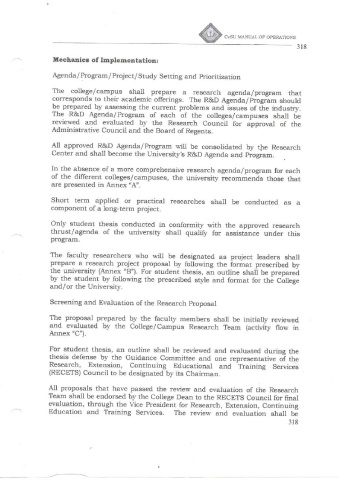 CvSU MANUAL OF OPERATIONS
318
Mechanics of Implementation:
Agenda/Program/Project/Study Setting and Prioritization
The college/campus shall prepare a research agenda/program that
corresponds to their academic offerings. The R&D Agenda/Program should
be prepared by assessing the current problems and issues of the industry.
The R&D Agenda/Program of each of the colleges/campuses shall be
reviewed and evaluated by the Research Council for approval of the
Administrative Council and the Board of Regents.
All approved R&D Agenda/Program will be consolidated by the Research
Center and shall become the University's R&D Agenda and Program.
In the absence of a more comprehensive research agenda/program for each
of the different colleges/campuses, the university recommends those that
are presented in Annex "A".
Short term applied or practical researches shall be conducted as a
component of a long-term project.
Only student thesis conducted in conformity with the approved research
thrust/agenda of the university shall qualify for assistance under this
program.
The faculty researchers who will be designated as project leaders shall
prepare a research project proposal by following the format prescribed by
the university (Annex "B"). For student thesis, an outline shall be prepared
by the student by following the prescribed style and format for the College
and/or the University.
Screening and Evaluation of the Research Proposal
The proposal prepared by the faculty members shall be initially reviewed
and evaluated by the College/Campus Research Team (activity flow in
Annex "C").
For student thesis, an outline shall be reviewed and evaluated during the
thesis defense by the Guidance Committee and one representative of the
Research, Extension, Continuing Educational and Training Services
(RECETS) Council to be designated by its Chairman.
All proposals that have passed the review and evaluation of the Research
Team shall be endorsed by the College Dean to the RECETS Council for final
evaluation, through the Vice President for Research, Extension, Continuing
Education and Training Services. The review and evaluation shall be
318